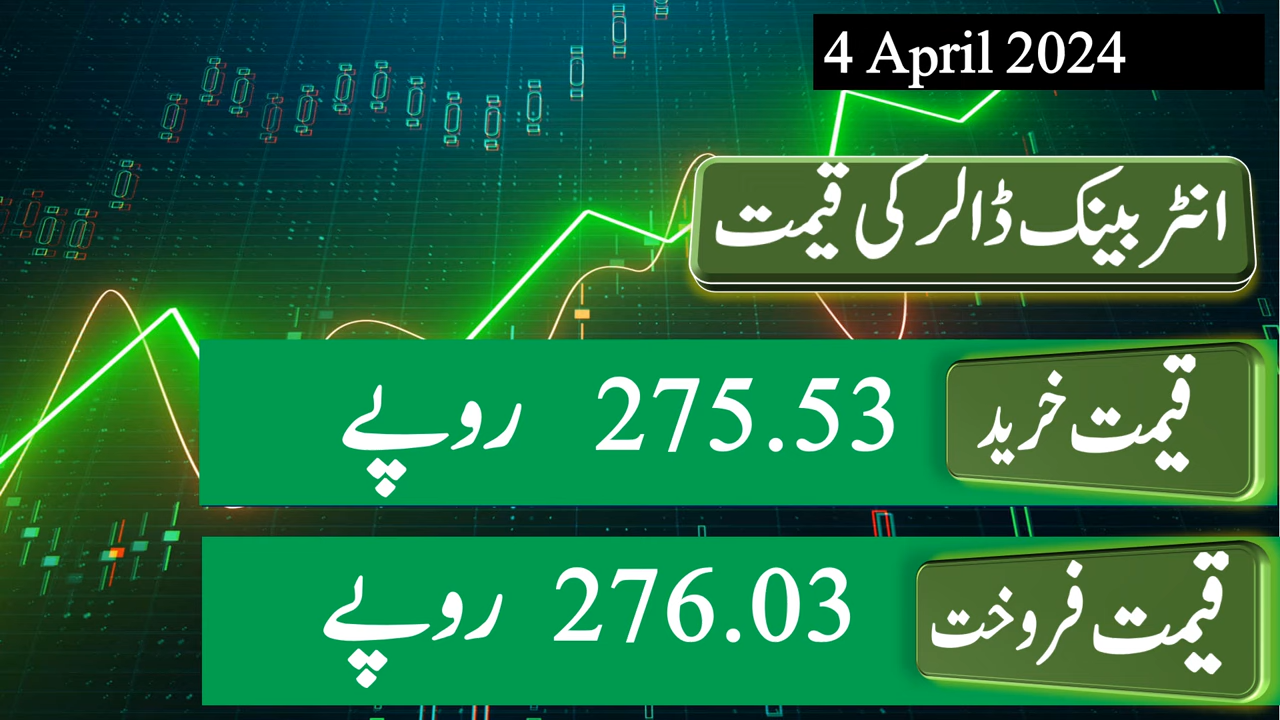 4 April 2024
انٹر بینک ڈالر کی قیمت
قیمت خرید 275.53 روپے
قیمت فروخت 276.03 روپے